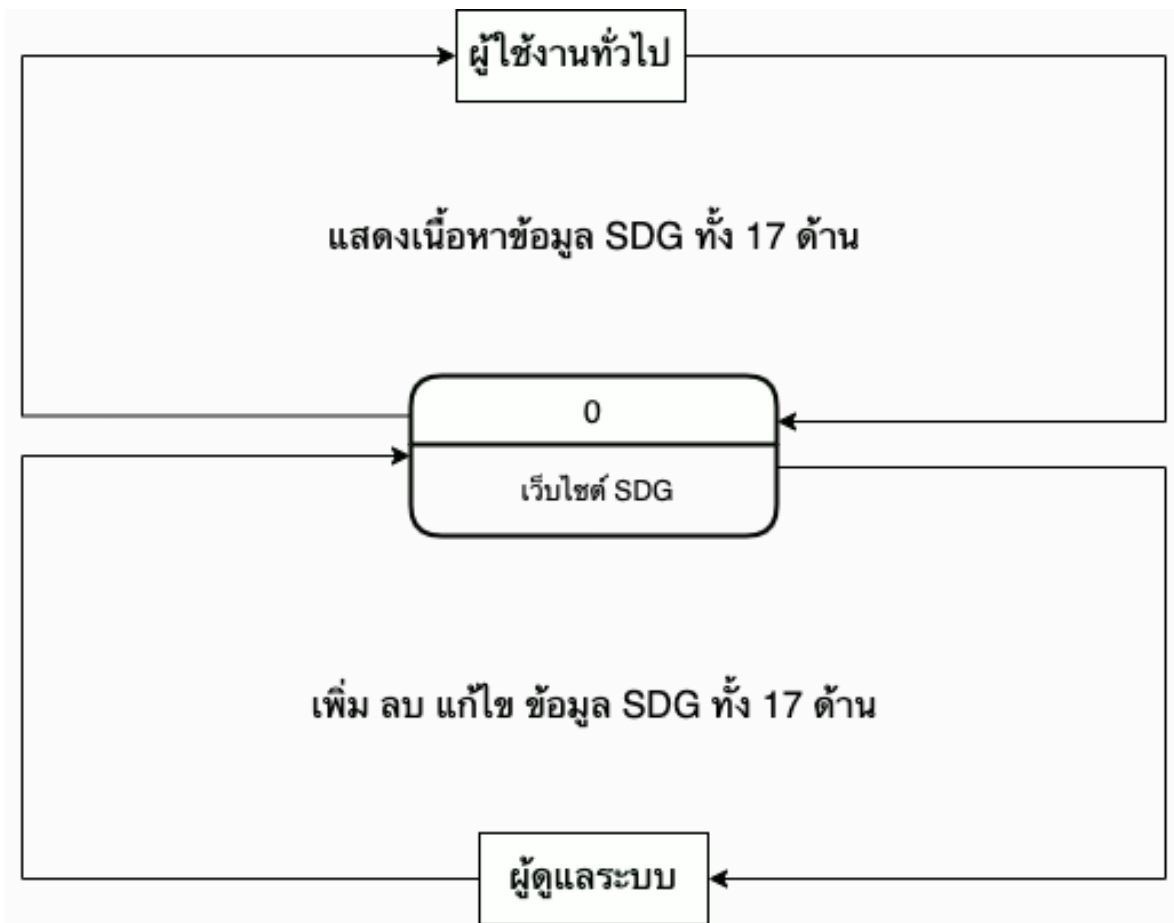 ผู้ใช้งานทั่วไป
แสดงเนื้อหาข้อมูล SDG ทั้ง 17 ด้าน
0
เว็บไซต์ SDG
เพิ่ม ลบ แก้ไข ข้อมูล SDG ทั้ง 17 ด้าน
ผู้ดูแลระบบ